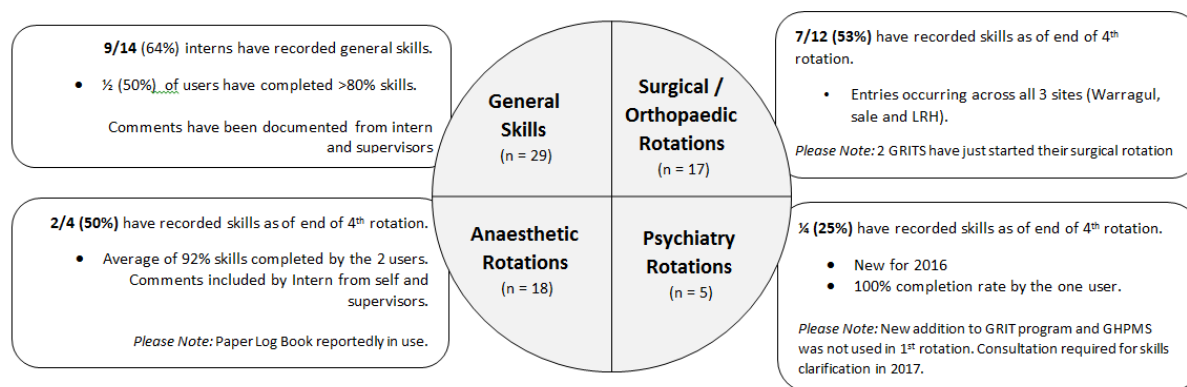 9/14 (64%) interns have recorded general skills.
• ½ (50%) of users have completed >80% skills.
Comments have been documented from intern
and supervisors
General
Skills
(n = 29)
Surgical /
Orthopaedic
Rotations
(n = 17)
7/12 (53%) have recorded skills as of end of 4th
rotation.
• Entries occurring across all 3 sites (Warragul,
sale and LRH).
Please Note: 2 GRITS have just started their surgical rotation
2/4 (50%) have recorded skills as of end of 4th rotation.
• Average of 92% skills completed by the 2 users.
Comments included by Intern from self and
supervisors.
Please Note: Paper Log Book reportedly in use.
Anaesthetic
Rotations
(n = 18)
Psychiatry
Rotations
(n = 5)
¼ (25%) have recorded skills as of end of 4th rotation.
• New for 2016
• 100% completion rate by the one user.
Please Note: New addition to GRIT program and GHPMS
was not used in 1st rotation. Consultation required for skills
clarification in 2017.